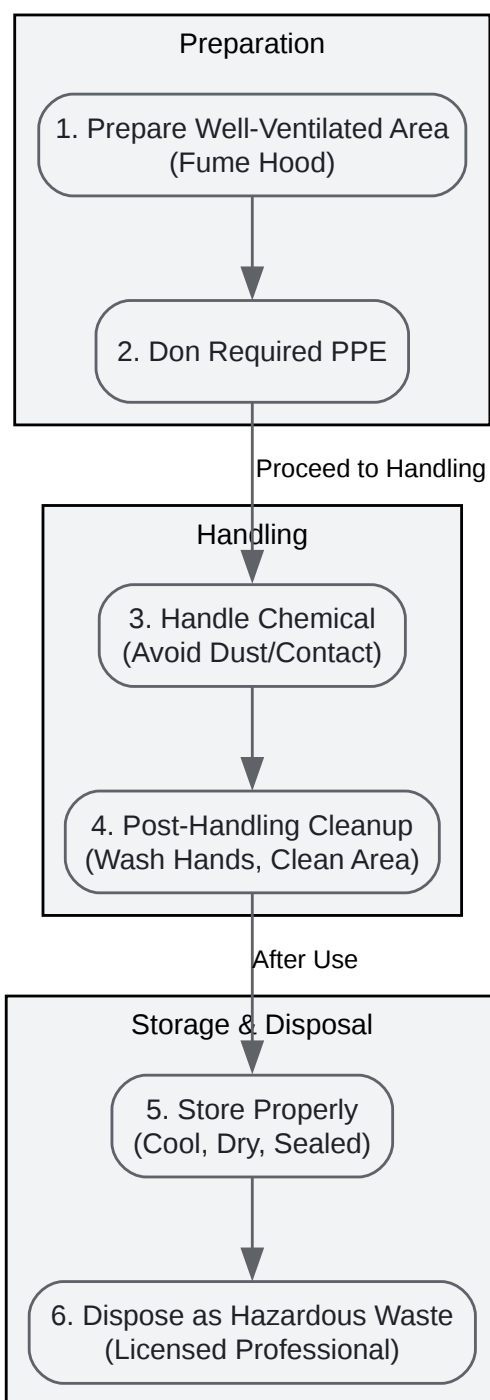 Preparation
1. Prepare Well-Ventilated Area
(Fume Hood)
2. Don Required PPE
Proceed to Handling
Handling
3. Handle Chemical
(Avoid Dust/Contact)
4. Post-Handling Cleanup
(Wash Hands, Clean Area)
After Use
Storage & Disposal
5. Store Properly
(Cool, Dry, Sealed)
6. Dispose as Hazardous Waste
(Licensed Professional)